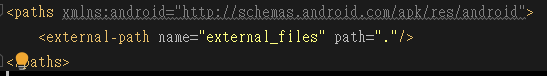 <paths xmlns:android="http://schemas.android.com/apk/res/android">
<external-path name="external_files" path="."/>
</paths>